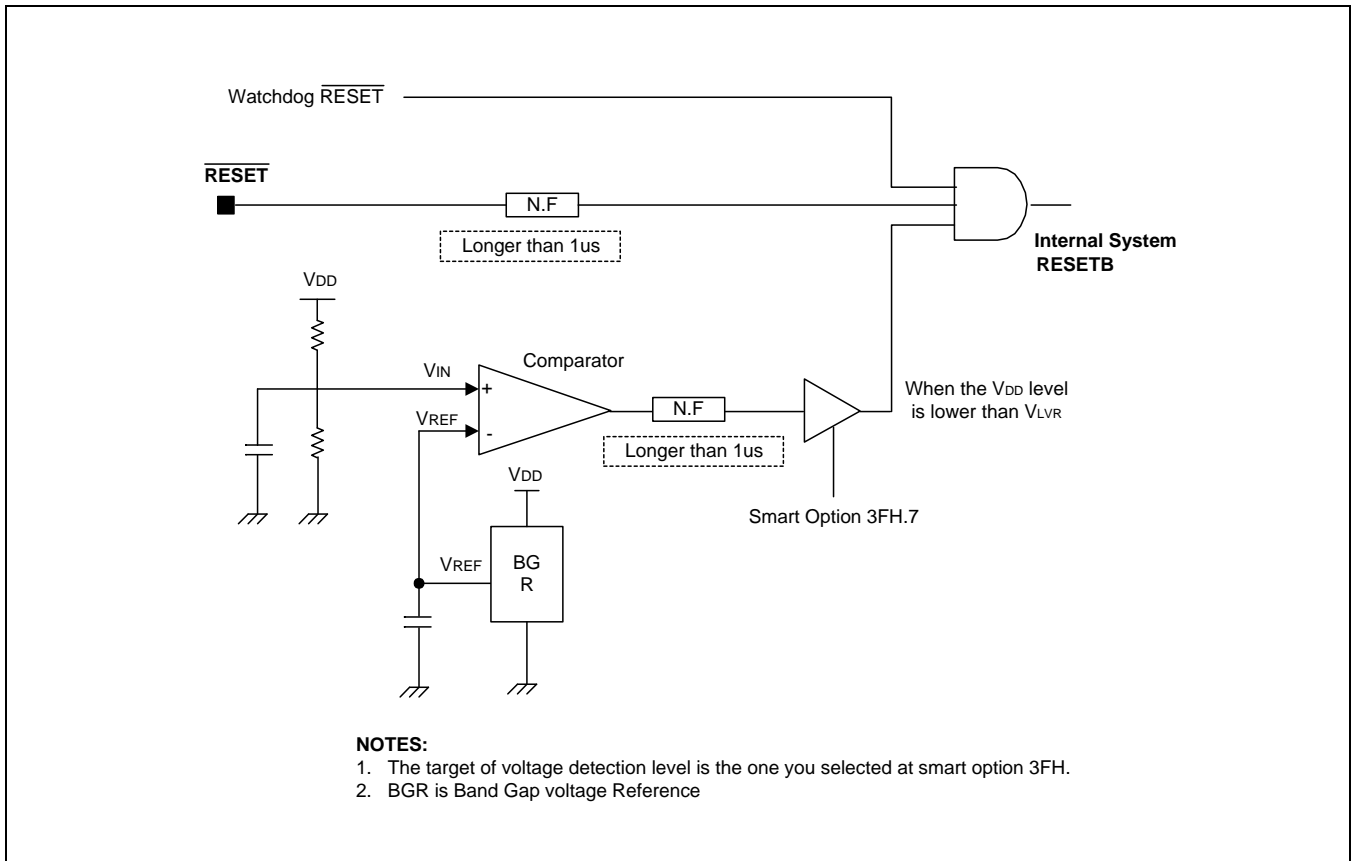 Watchdog RESET
RESET
N.F
Longer than 1us
Internal System
RESETB
VDD
Comparator
VIN
+
VREF
-
N.F
Longer than 1us
When the VDD level
is lower than VLVR
Smart Option 3FH.7
VDD
VREF
BG
R
NOTES:
1. The target of voltage detection level is the one you selected at smart option 3FH.
2. BGR is Band Gap voltage Reference